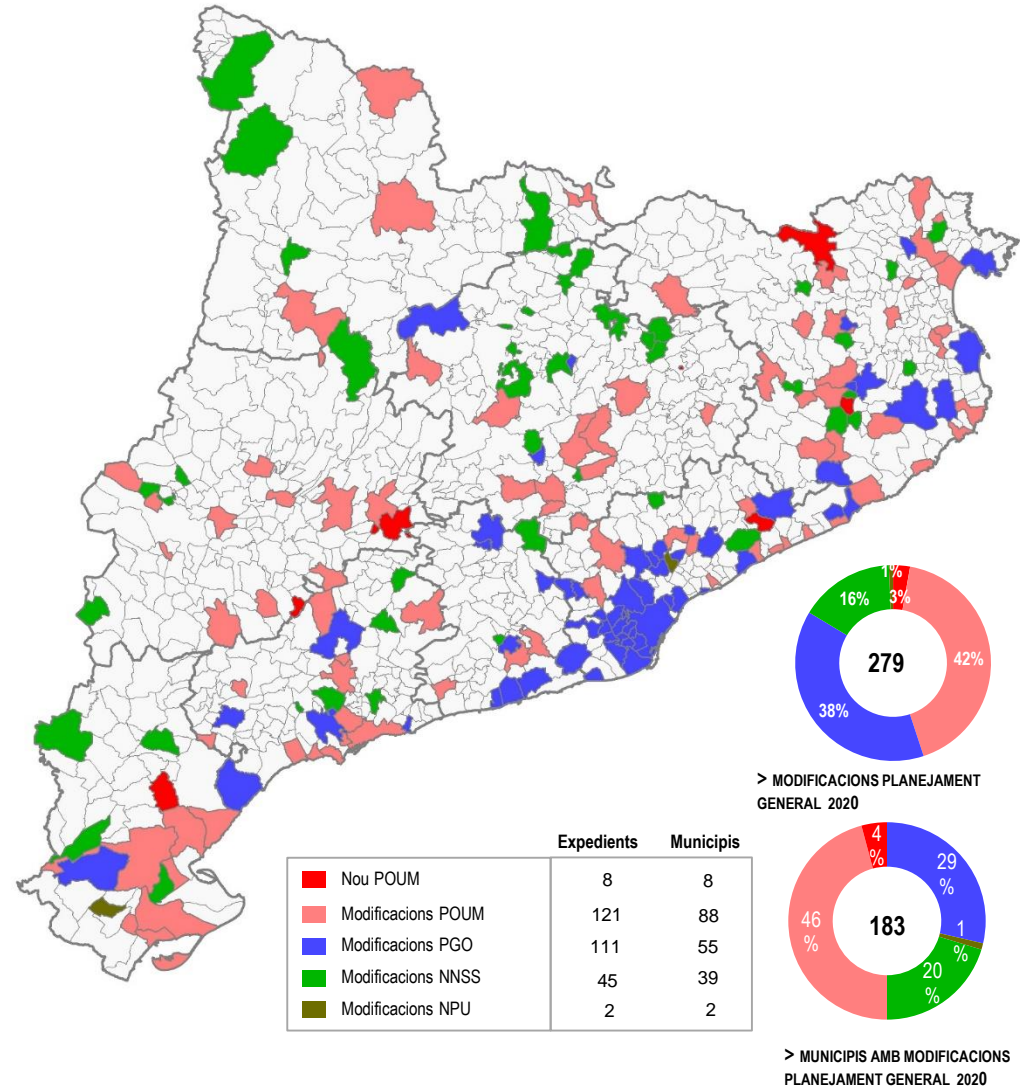 1%
3%
16%
42%
279
38%
> MODIFICACIONS PLANEJAMENT
GENERAL 2020
Expedients Municipis
Nou POUM 8 8
Modificacions POUM 121 88
Modificacions PGO 111 55
Modificacions NNSS 45 39
Modificacions NPU 2 2
4
%
29
%
46
%
183
1
%
20
%
> MUNICIPIS AMB MODIFICACIONS
PLANEJAMENT GENERAL 2020